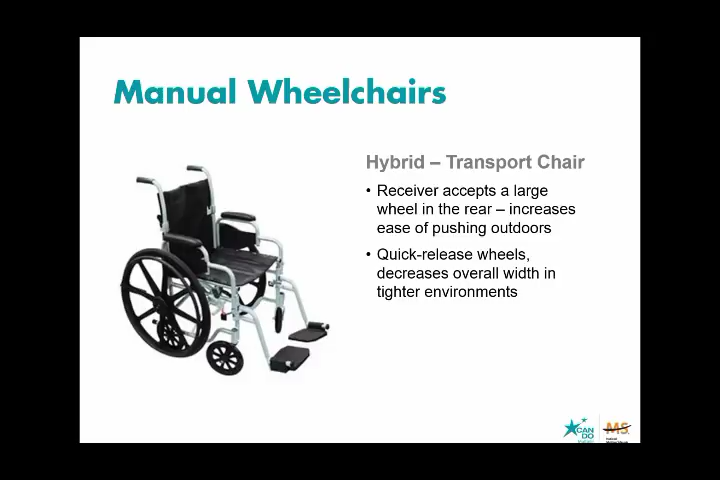 Manual Wheelchairs
Hybrid – Transport Chair
• Receiver accepts a large
wheel in the rear – increases
ease of pushing outdoors
• Quick-release wheels,
decreases overall width in
tighter environments
CAN
DO
MS